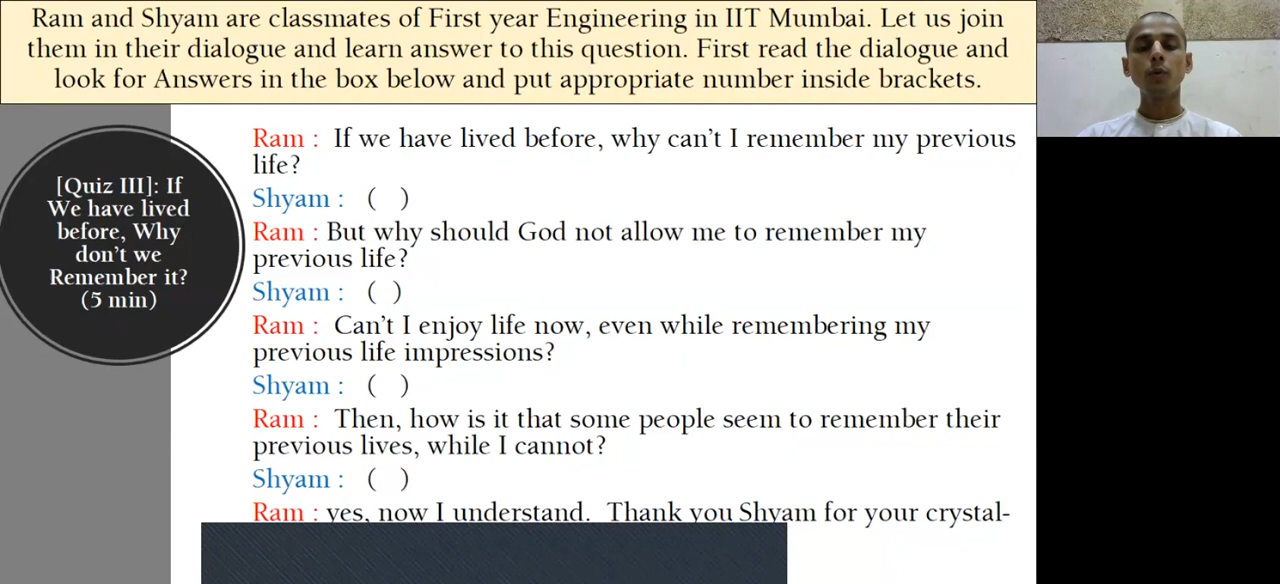 Ram and Shyam are classmates of First year Engineering in IIT Mumbai. Let us join
them in their dialogue and learn answer to this question. First read the dialogue and
look for Answers in the box below and put appropriate number inside brackets.
[Quiz III]: If
We have lived
before, Why
don't we
Remember it?
(5 min)
Ram : If we have lived before, why can't I remember my previous
life?
Shyam : ( )
Ram : But why should God not allow me to remember my
previous life?
Shyam : ( )
Ram : Can't I enjoy life now, even while remembering my
previous life impressions?
Shyam : ( )
Ram : Then, how is it that some people seem to remember their
previous lives, while I cannot?
Shyam : ( )
Ram : yes, now I understand. Thank you Shyam for your crystal-